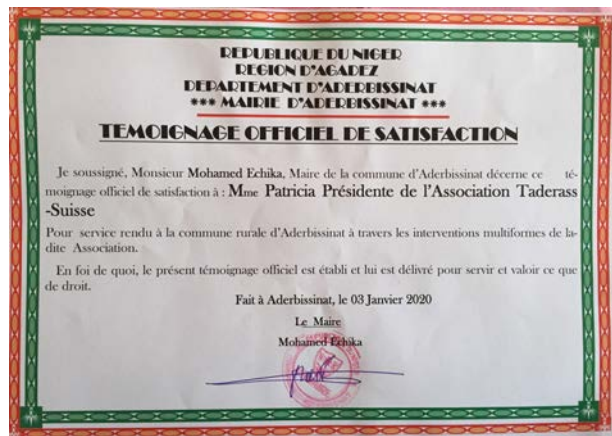 REPUBLIQUE DU NIGER
REGION D'AGADEZ
DEPARTEMENT D'ADERBISSINAT
*** MAIRIE D'ADERBISSINAT ***
TEMOIGNAGE OFFICIEL DE SATISFACTION
Je soussigné, Monsieur Mohamed Echika, Maire de la commune d'Aderbissinat décerne ce té-
moignage officiel de satisfaction à : Mme Patricia Présidente de l'Association Taderass
-Suisse
Pour service rendu à la commune rurale d'Aderbissinat à travers les interventions multiformes de la-
dite Association.
En foi de quoi, le présent témoignage officiel est établi et lui est délivré pour servir et valoir ce que
de droit.
Fait à Aderbissinat, le 03 Janvier 2020
Le Maire
Mohamed Echika